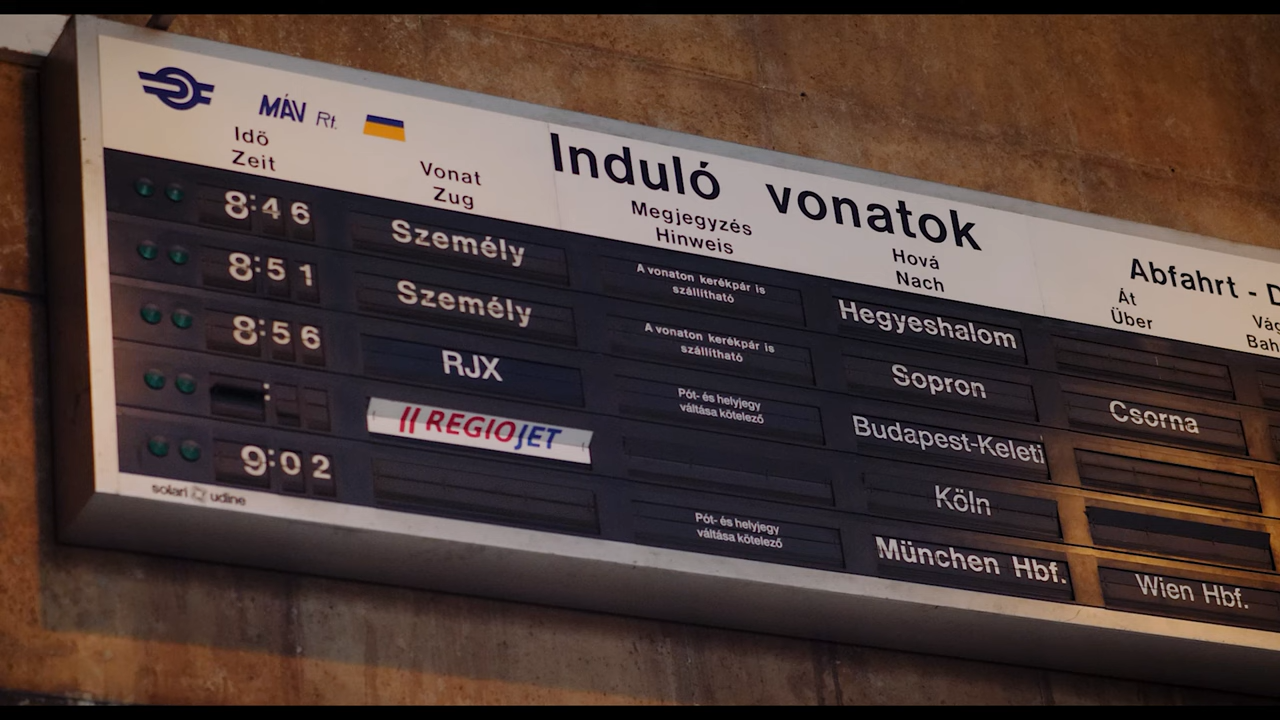 MÁV Rt.
Induló vonatok
Abfahrt - D
Idő
Zeit
Vonat
Zug
Megjegyzés
Hinweis
Hová
Nach
Át
Über
Vág
Bah
8:46 Személy A vonaton kerékpár is szállítható Hegyeshalom
8:51 Személy A vonaton kerékpár is szállítható Sopron Csorna
8:56 RJX Pót- és helyjegy váltása kötelező Budapest-Keleti
: REGIOJET Köln
9:02 Pót- és helyjegy váltása kötelező München Hbf. Wien Hbf.
solari udine